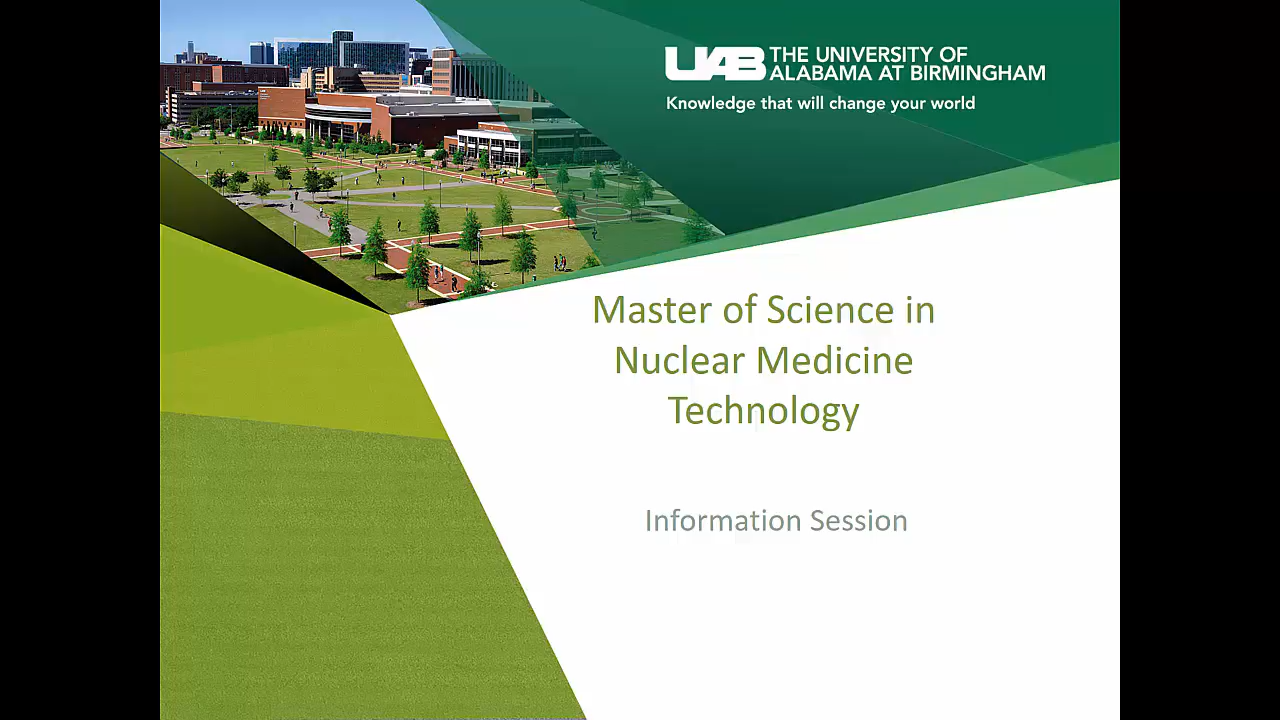 UAB THE UNIVERSITY OF
ALABAMA AT BIRMINGHAM
Knowledge that will change your world
Master of Science in
Nuclear Medicine
Technology
Information Session